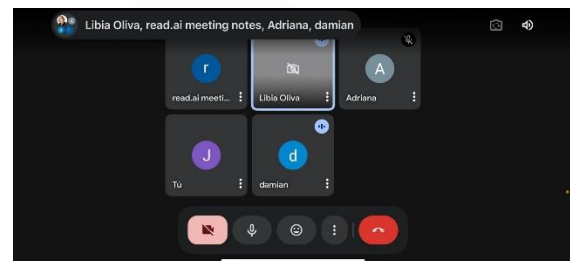 Libia Oliva, read.ai meeting notes, Adriana, damian
r
A
read.ai meeti...
Libia Oliva
Adriana
J
d
Tú
damian